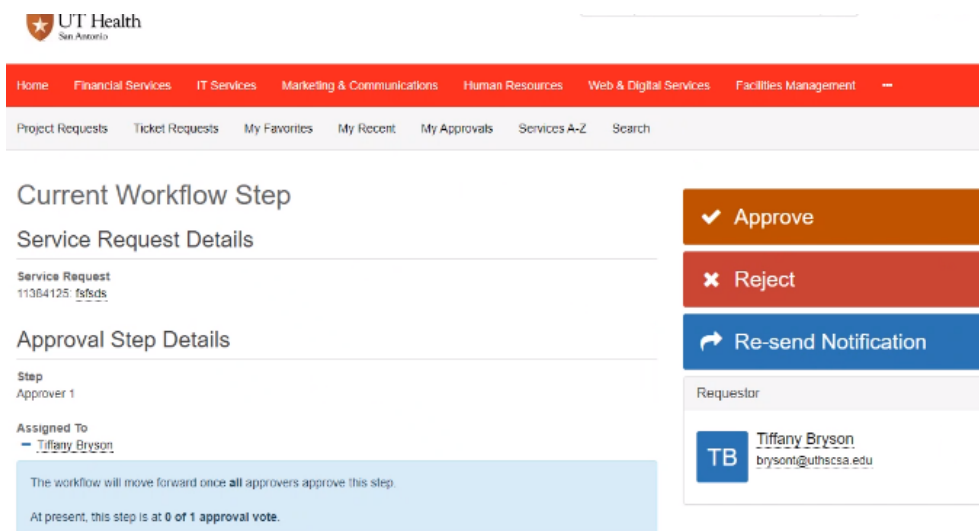 UT Health
San Antonio
Home Financial Services IT Services Marketing & Communications Human Resources Web & Digital Services Facilities Management ...
Project Requests Ticket Requests My Favorites My Recent My Approvals Services A-Z Search
Current Workflow Step
Service Request Details
Service Request
11384125: fsfsds
Approval Step Details
Step
Approver 1
Assigned To
Tiffany Bryson
The workflow will move forward once all approvers approve this step.
At present, this step is at 0 of 1 approval vote.
Approve
Reject
Re-send Notification
Requestor
TB
Tiffany Bryson
brysont@uthscsa.edu